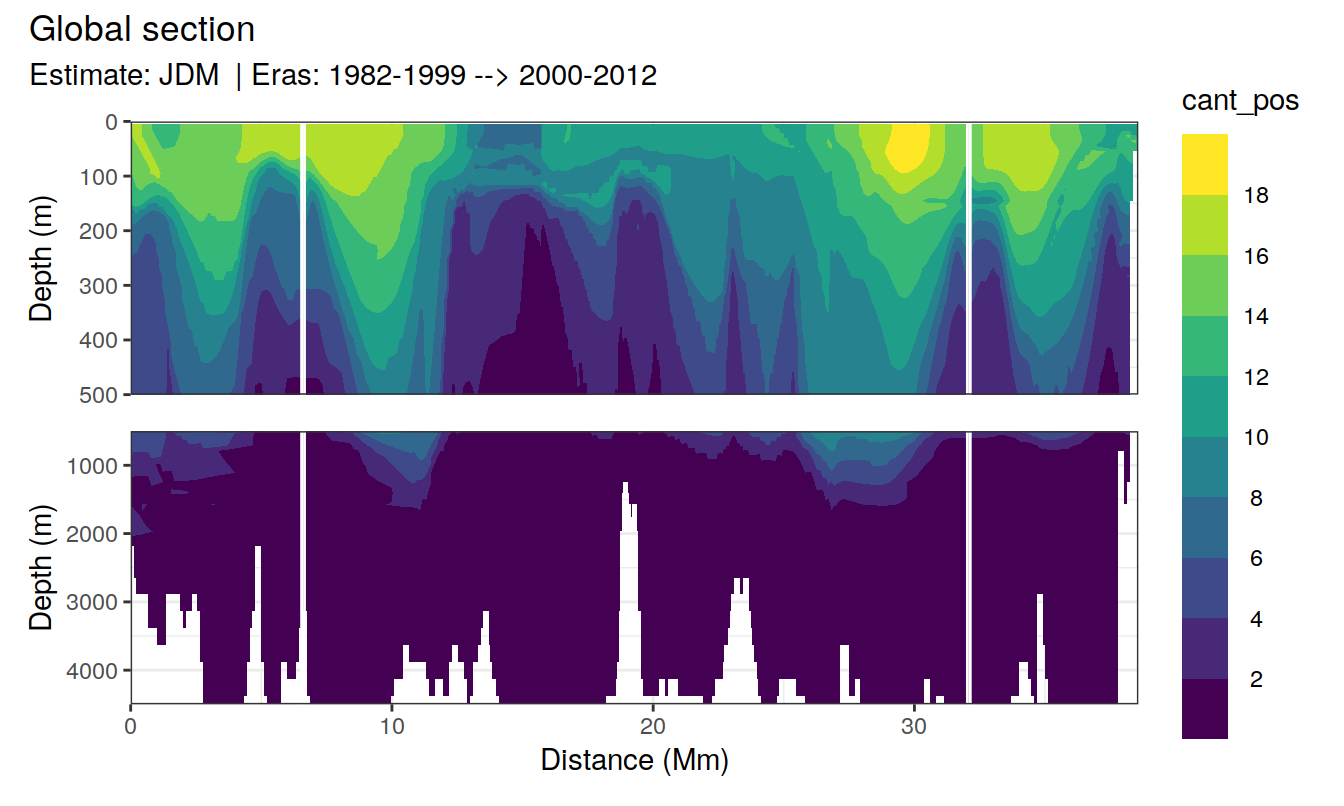 Global section
Estimate: JDM  | Eras: 1982-1999 --> 2000-2012
cant_pos
0
100
200
300
400
500
Depth (m)
18
16
14
12
10
8
6
4
2
1000
2000
3000
4000
Depth (m)
0 10 20 30
Distance (Mm)